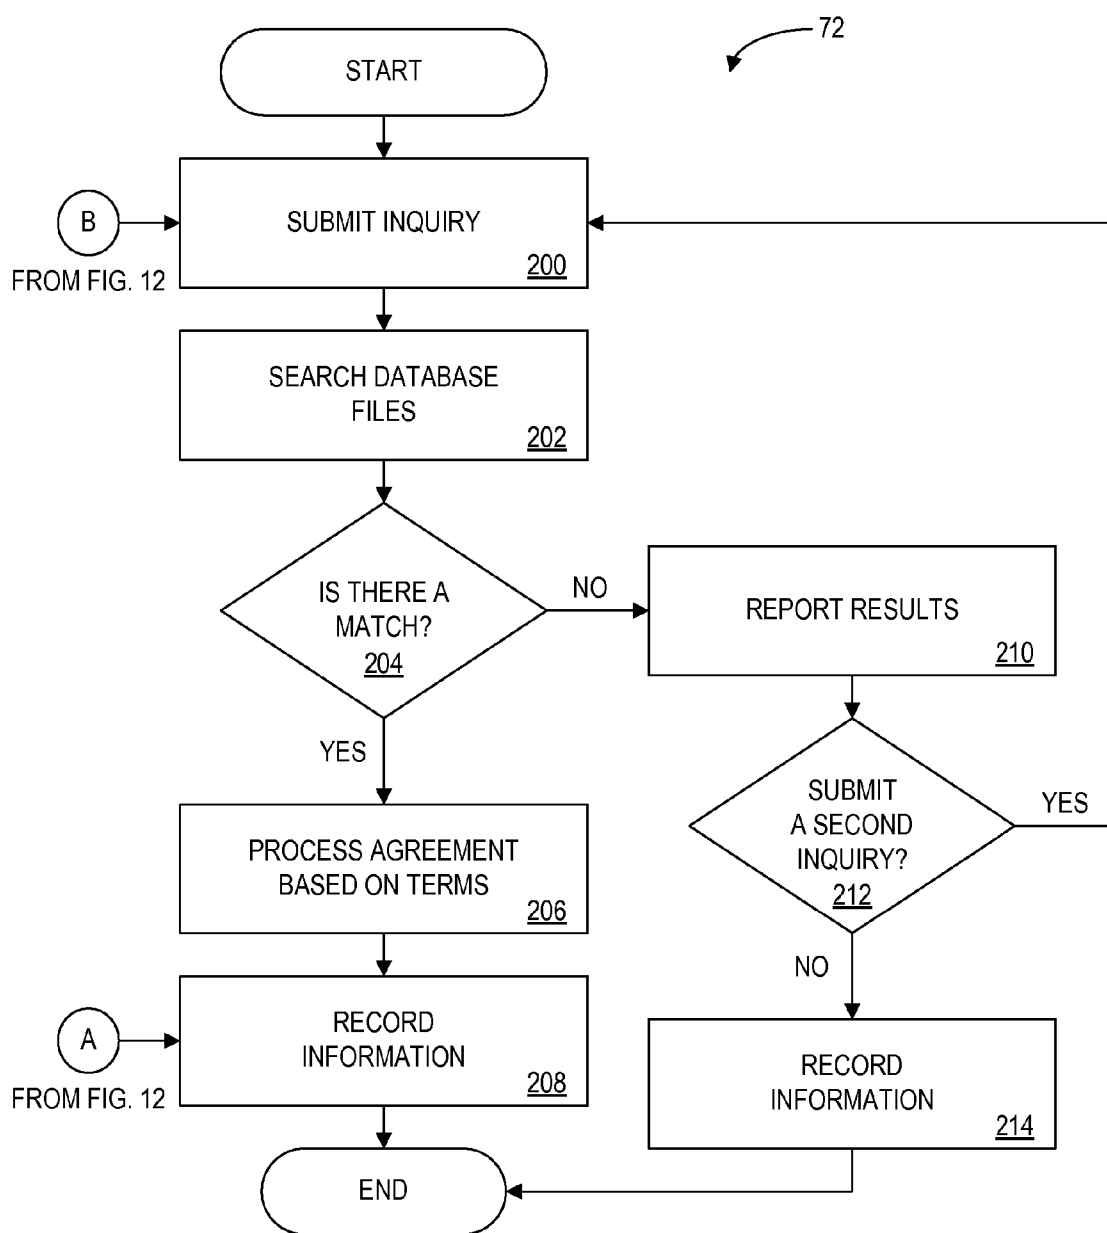 72
START
B
SUBMIT INQUIRY
200
FROM FIG. 12
SEARCH DATABASE
FILES
202
IS THERE A
MATCH?
204
NO
REPORT RESULTS
210
YES
SUBMIT
A SECOND
INQUIRY?
212
YES
PROCESS AGREEMENT
BASED ON TERMS
206
NO
A
RECORD
INFORMATION
208
FROM FIG. 12
RECORD
INFORMATION
214
END